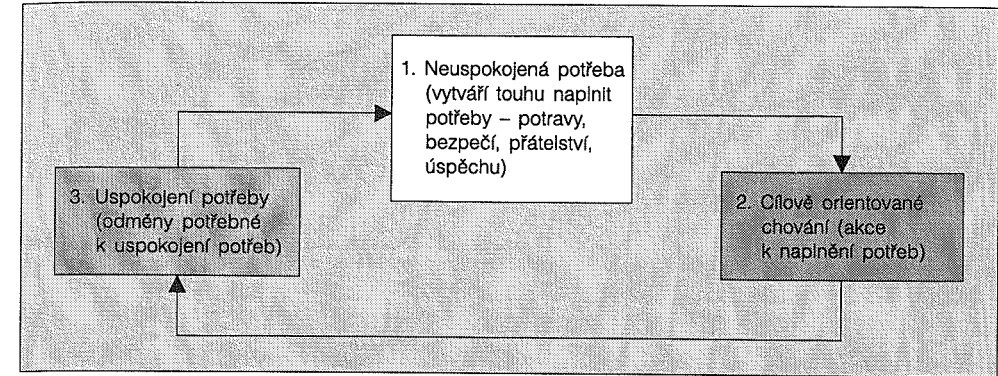 1. Neuspokojená potřeba
(vytváří touhu naplnit
potřeby – potravy,
bezpečí, přátelství,
úspěchu)
2. Cílově orientované
chování (akce
k naplnění potřeb)
3. Uspokojení potřeby
(odměny potřebné
k uspokojení potřeb)